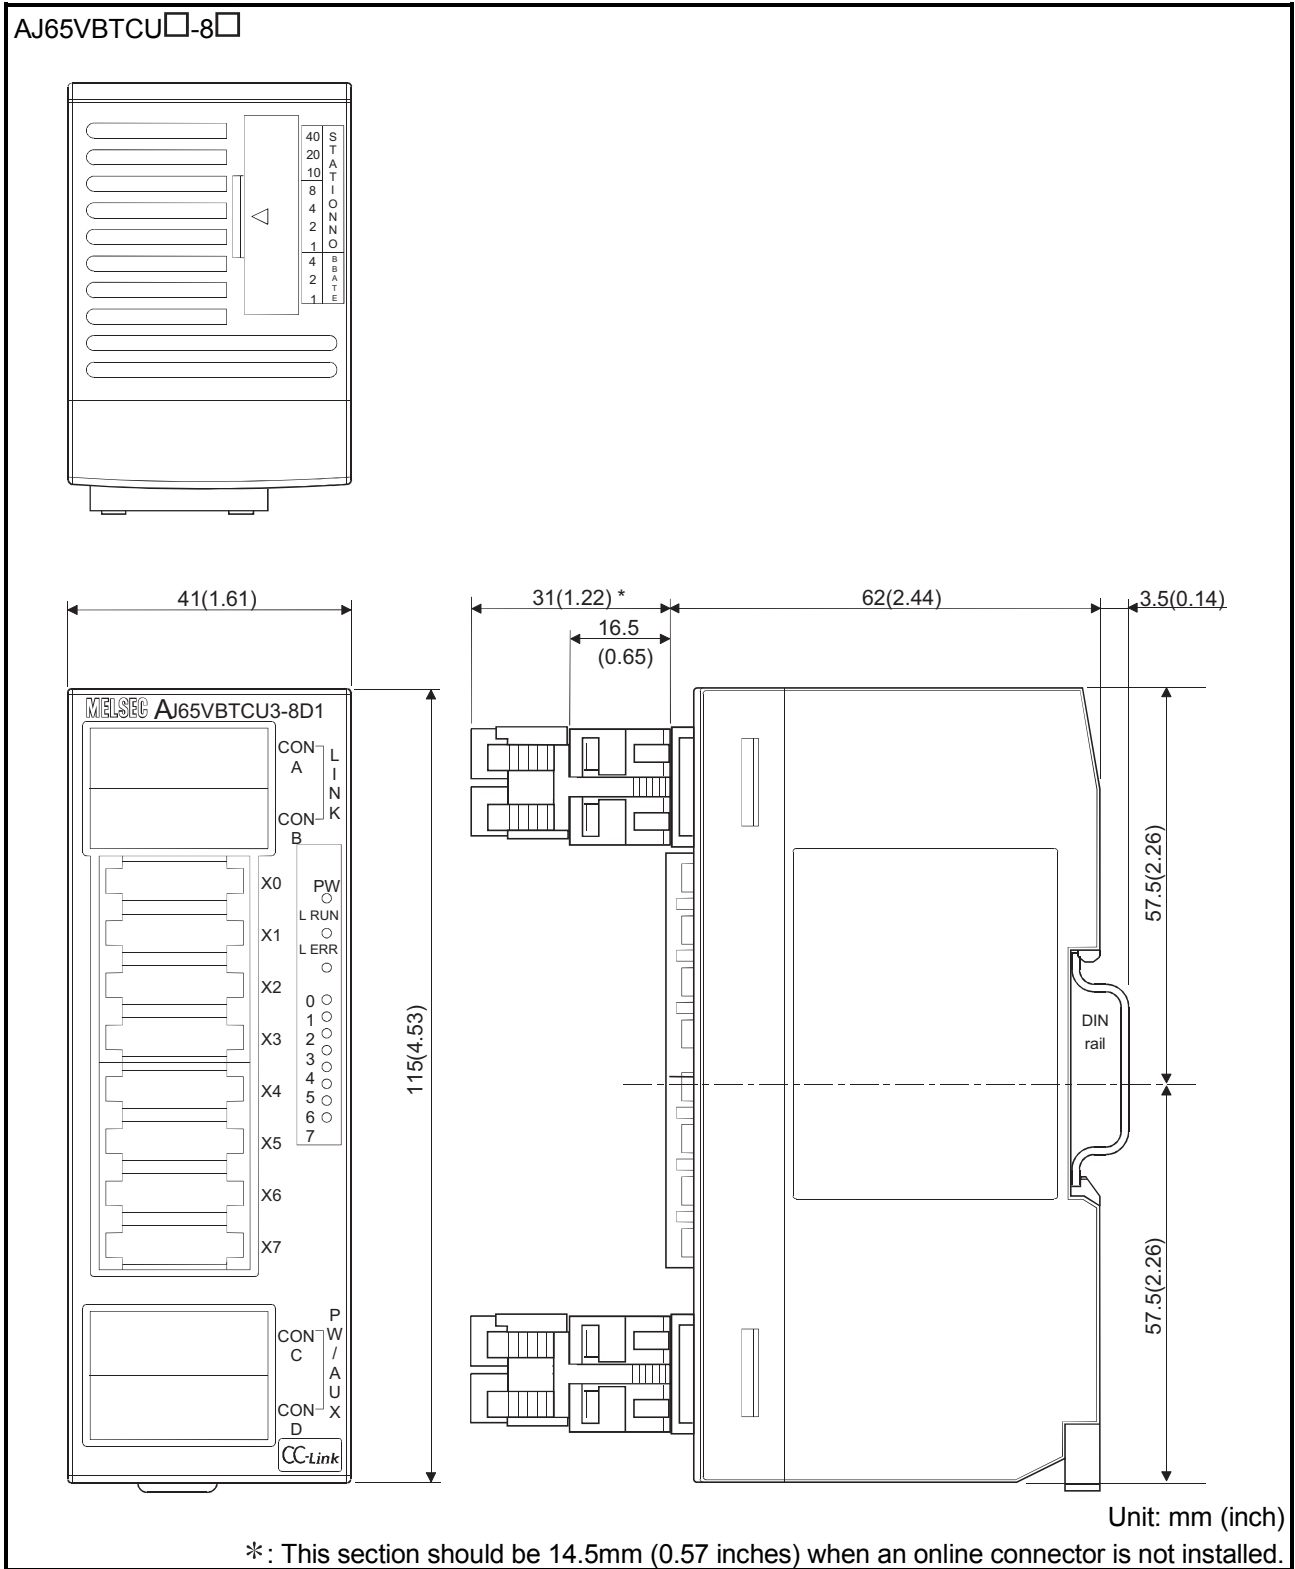 AJ65VBTCU□-8□
40
20
10
8
4
2
1
4
2
1
STATIONNO
BBATE
41(1.61)
31(1.22) *
62(2.44)
3.5(0.14)
16.5
(0.65)
MELSEC AJ65VBTCU3-8D1
CON
A
CON
B
LINK
X0
X1
X2
X3
X4
X5
X6
X7
PW
L RUN
L ERR
0
1
2
3
4
5
6
7
115(4.53)
57.5(2.26)
DIN
rail
57.5(2.26)
CON
C
CON
D
PW/AUX
CC-Link
Unit: mm (inch)
*: This section should be 14.5mm (0.57 inches) when an online connector is not installed.